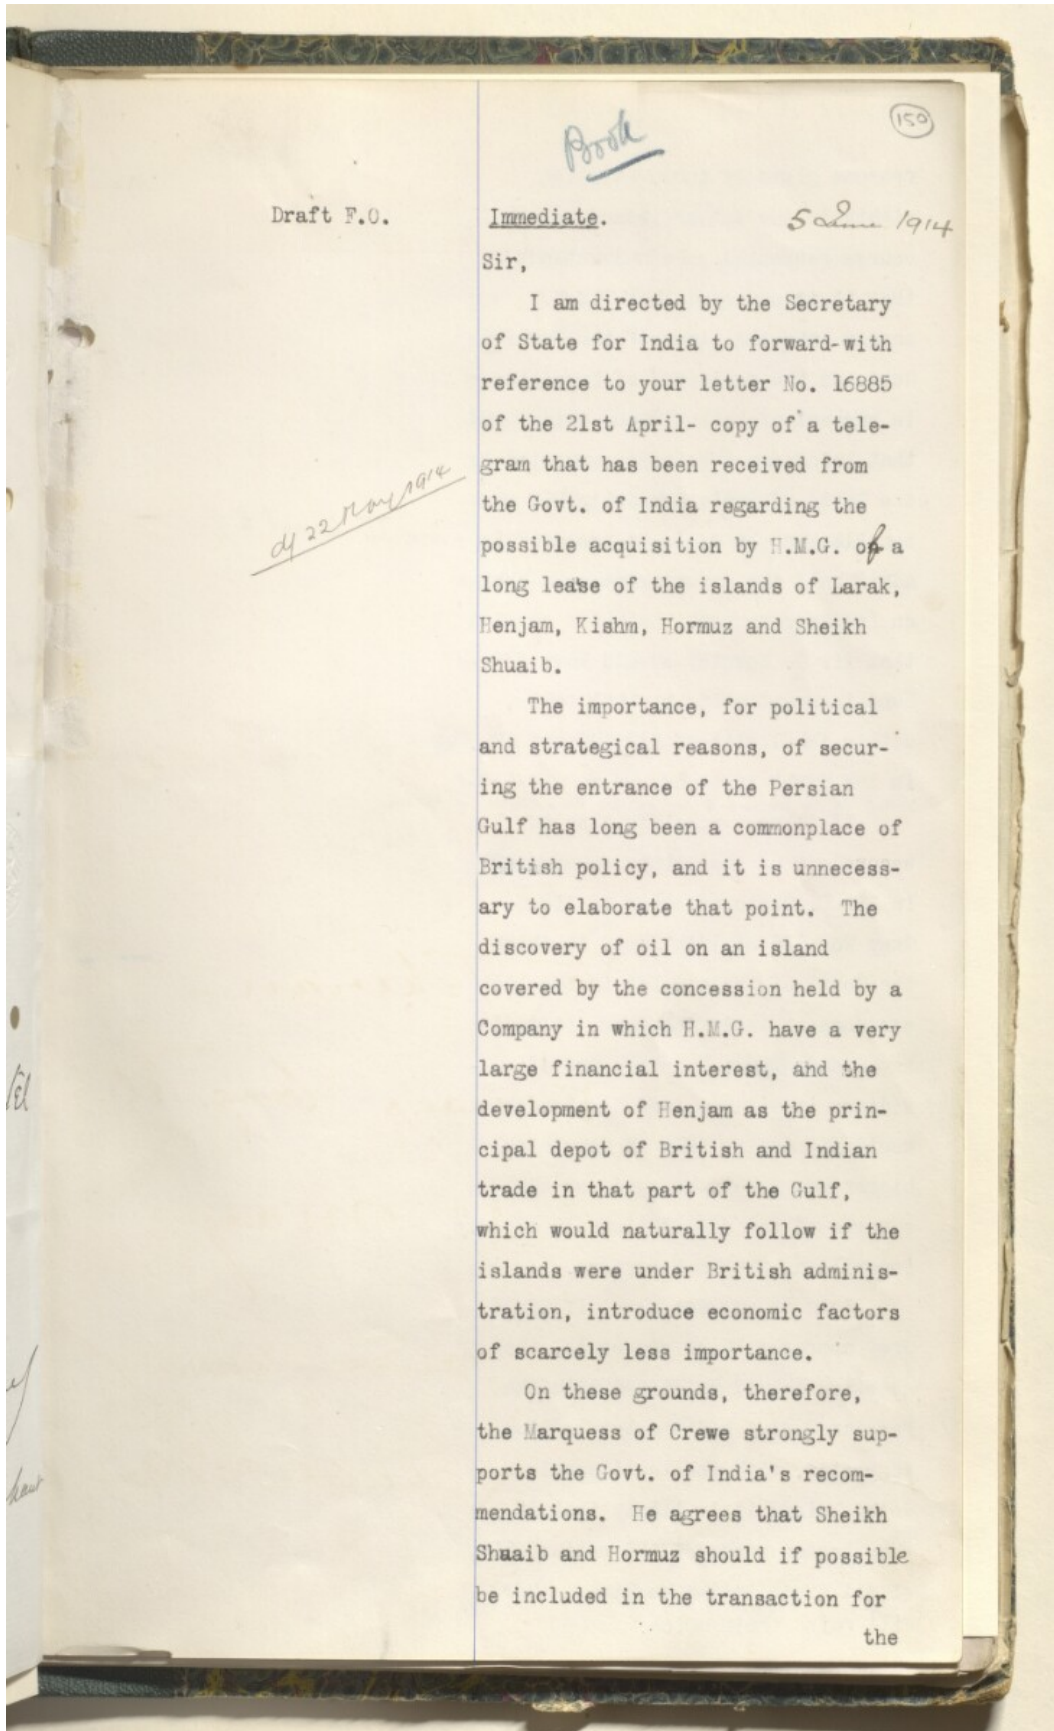 150
Book
Draft F.O.
Immediate.
5 June 1914
Sir,
I am directed by the Secretary
of State for India to forward-with
reference to your letter No. 16885
of the 21st April- copy of a tele-
gram that has been received from
d/ 22 May 1914
the Govt. of India regarding the
possible acquisition by H.M.G. of a
long lease of the islands of Larak,
Henjam, Kishm, Hormuz and Sheikh
Shuaib.
The importance, for political
and strategical reasons, of secur-
ing the entrance of the Persian
Gulf has long been a commonplace of
British policy, and it is unnecess-
ary to elaborate that point. The
discovery of oil on an island
covered by the concession held by a
Company in which H.M.G. have a very
large financial interest, and the
development of Henjam as the prin-
cipal depot of British and Indian
trade in that part of the Gulf,
which would naturally follow if the
islands were under British adminis-
tration, introduce economic factors
of scarcely less importance.
On these grounds, therefore,
the Marquess of Crewe strongly sup-
ports the Govt. of India's recom-
mendations. He agrees that Sheikh
Shuaib and Hormuz should if possible
be included in the transaction for
the